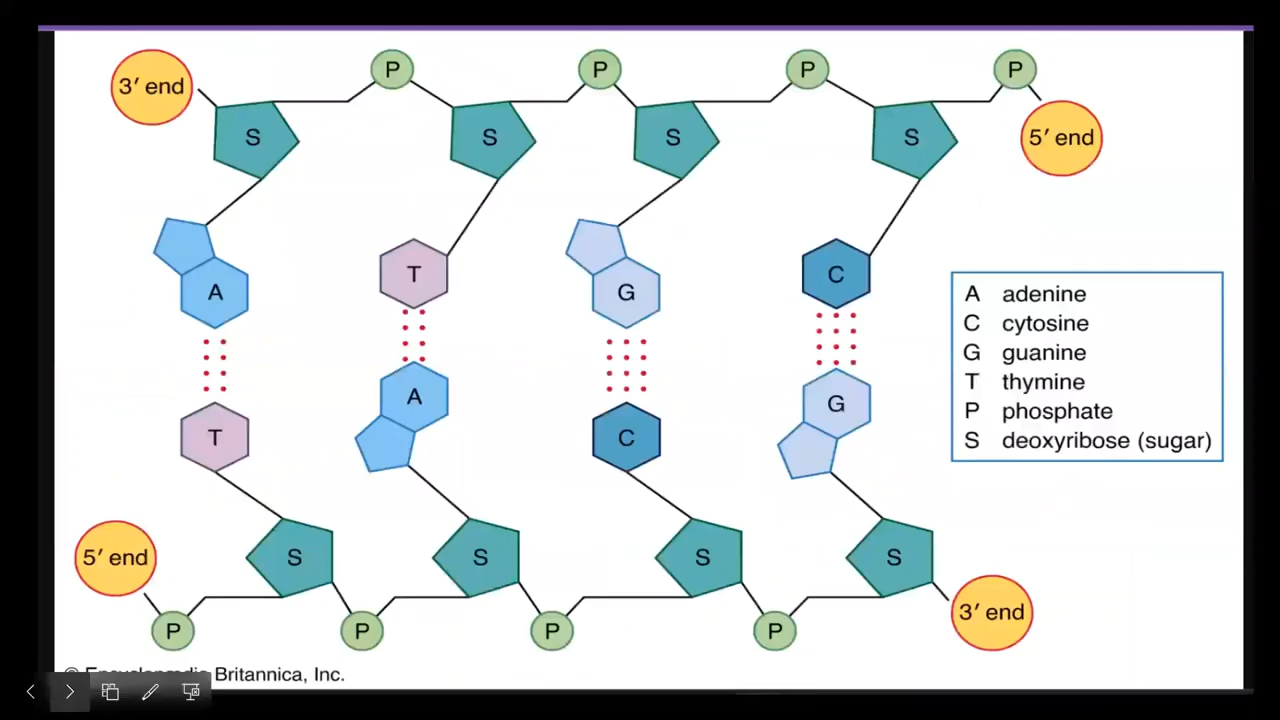 P P P P
3′ end
S S S S
5′ end
T C
A G
A adenine
C cytosine
G guanine
T thymine
P phosphate
S deoxyribose (sugar)
A G
T C
5′ end
S S S S
3′ end
P P P P
Britannica, Inc.